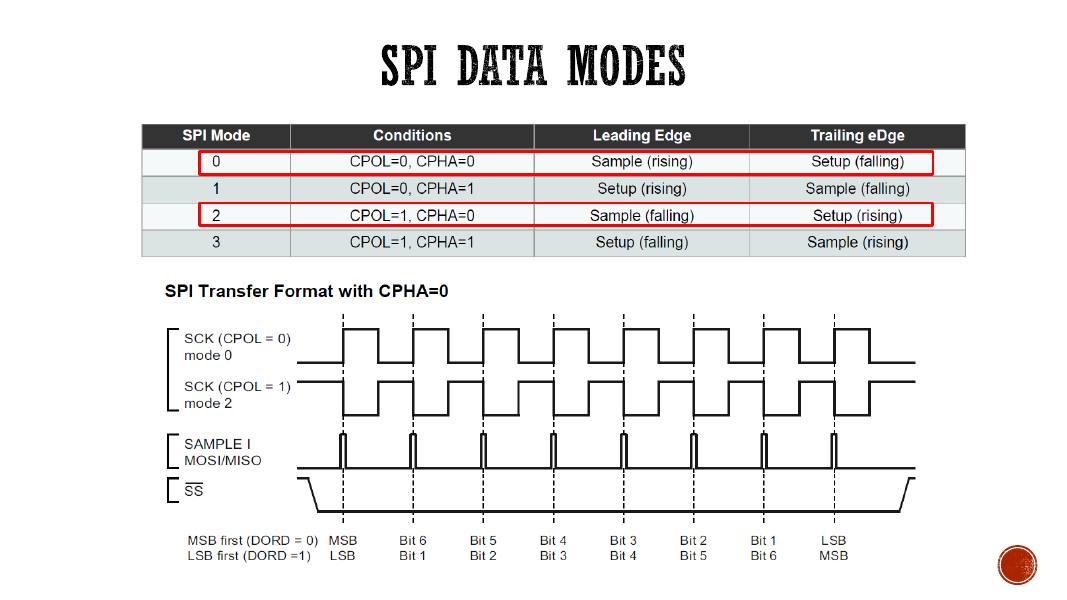 SPI DATA MODES
SPI Mode Conditions Leading Edge Trailing eDge
0 CPOL=0, CPHA=0 Sample (rising) Setup (falling)
1 CPOL=0, CPHA=1 Setup (rising) Sample (falling)
2 CPOL=1, CPHA=0 Sample (falling) Setup (rising)
3 CPOL=1, CPHA=1 Setup (falling) Sample (rising)
SPI Transfer Format with CPHA=0
SCK (CPOL = 0)
mode 0
SCK (CPOL = 1)
mode 2
SAMPLE I
MOSI/MISO
SS
MSB first (DORD = 0) MSB Bit 6 Bit 5 Bit 4 Bit 3 Bit 2 Bit 1 LSB
LSB first (DORD =1) LSB Bit 1 Bit 2 Bit 3 Bit 4 Bit 5 Bit 6 MSB